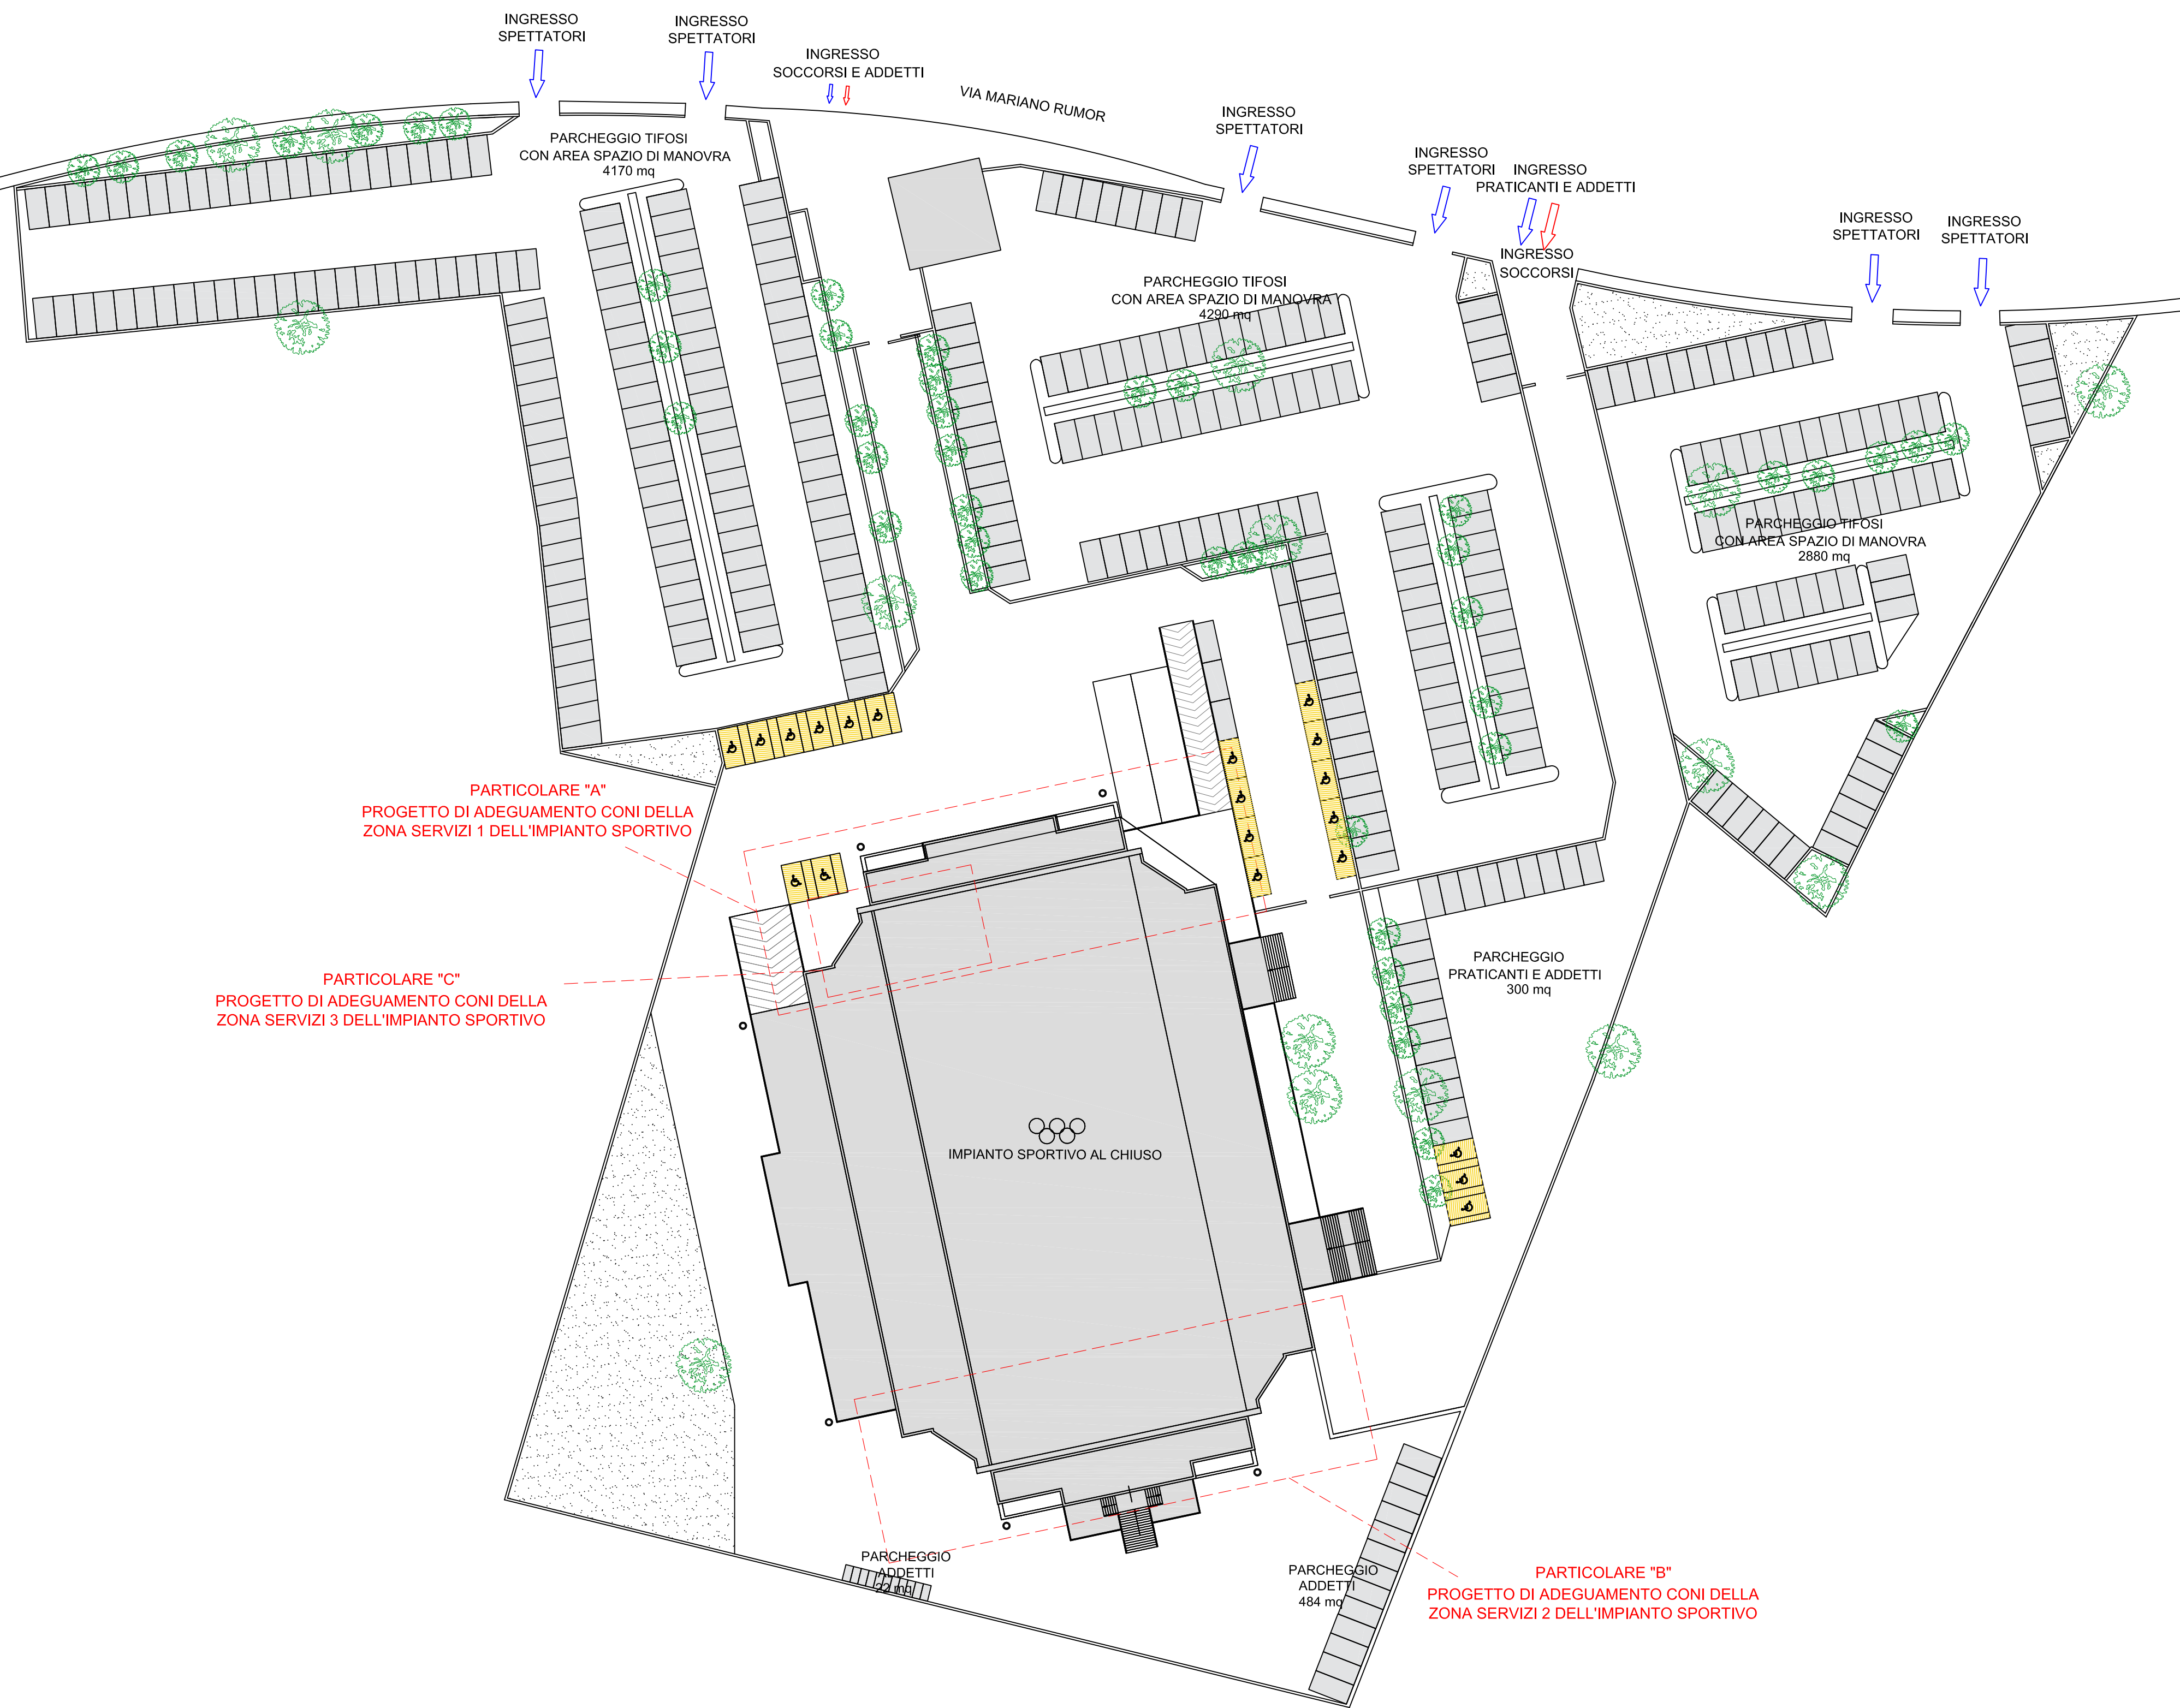 INGRESSO
SPETTATORI
INGRESSO
SPETTATORI
INGRESSO
SOCCORSI E ADDETTI
VIA MARIANO RUMOR
INGRESSO
SPETTATORI
INGRESSO
SPETTATORI
INGRESSO
PRATICANTI E ADDETTI
INGRESSO
SOCCORSI
INGRESSO
SPETTATORI
INGRESSO
SPETTATORI
PARCHEGGIO TIFOSI
CON AREA SPAZIO DI MANOVRA
4170 mq
PARCHEGGIO TIFOSI
CON AREA SPAZIO DI MANOVRA
4290 mq
PARCHEGGIO TIFOSI
CON AREA SPAZIO DI MANOVRA
2880 mq
PARTICOLARE "A"
PROGETTO DI ADEGUAMENTO CONI DELLA
ZONA SERVIZI 1 DELL'IMPIANTO SPORTIVO
PARTICOLARE "C"
PROGETTO DI ADEGUAMENTO CONI DELLA
ZONA SERVIZI 3 DELL'IMPIANTO SPORTIVO
PARCHEGGIO
PRATICANTI E ADDETTI
300 mq
IMPIANTO SPORTIVO AL CHIUSO
PARCHEGGIO
ADDETTI
22 mq
PARCHEGGIO
ADDETTI
484 mq
PARTICOLARE "B"
PROGETTO DI ADEGUAMENTO CONI DELLA
ZONA SERVIZI 2 DELL'IMPIANTO SPORTIVO